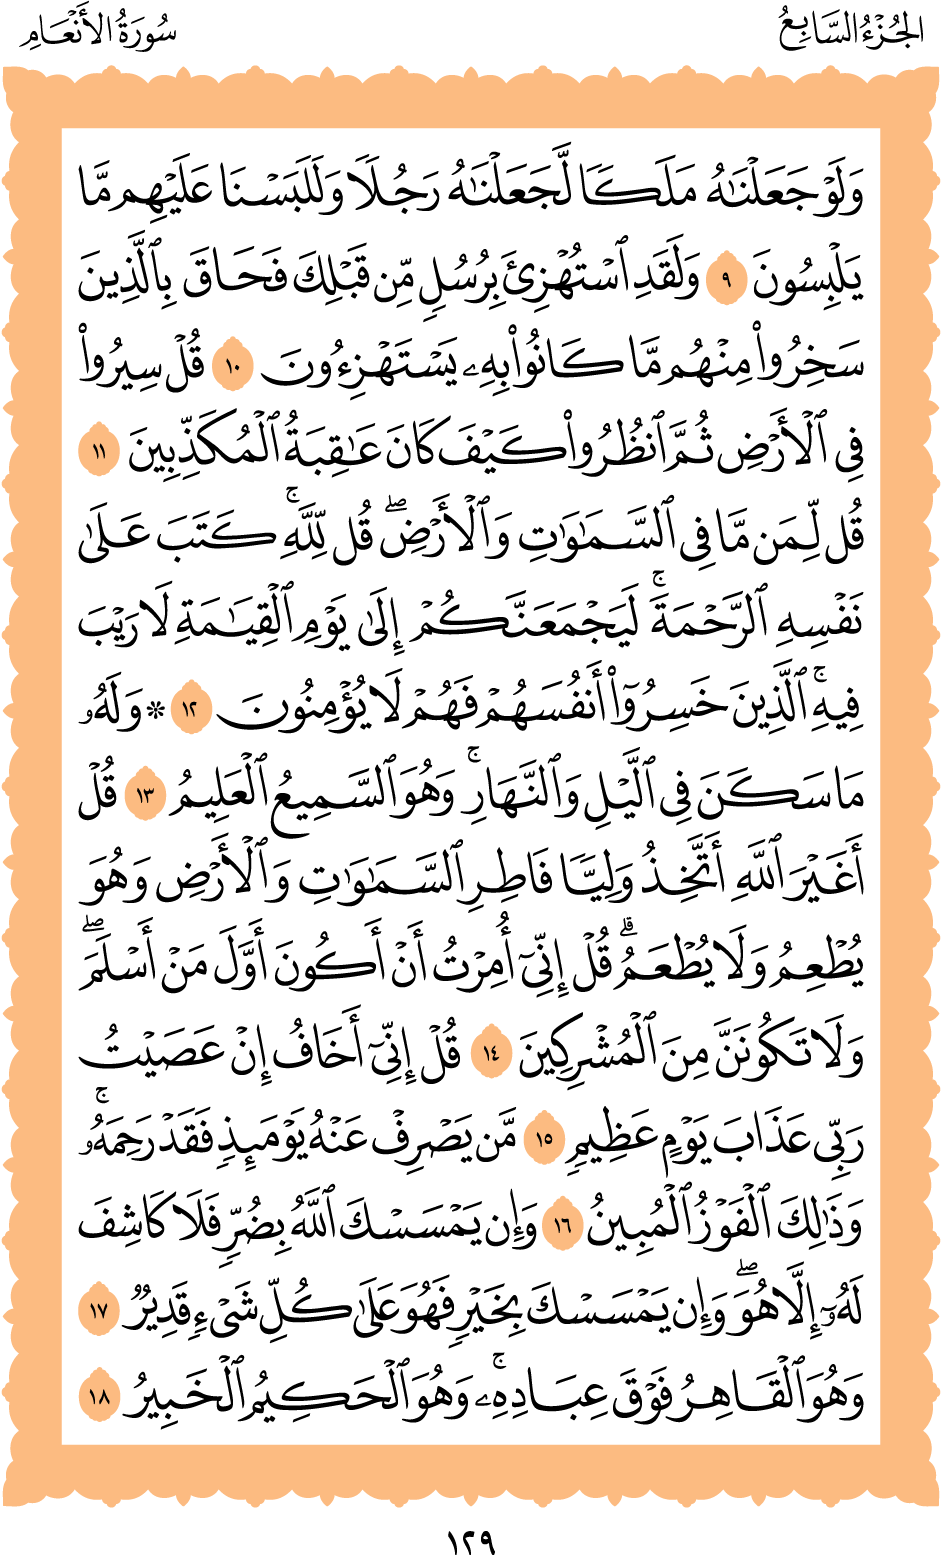 الجُزْءُ السَّابِعُ
سُورَةُ الأَنْعَامِ
وَلَوْ جَعَلْنَٰهُ مَلَكًا لَّجَعَلْنَٰهُ رَجُلًا وَلَلَبَسْنَا عَلَيْهِم مَّا
يَلْبِسُونَ ٩ وَلَقَدِ ٱسْتُهْزِئَ بِرُسُلٍ مِّن قَبْلِكَ فَحَاقَ بِٱلَّذِينَ
سَخِرُوا۟ مِنْهُم مَّا كَانُوا۟ بِهِۦ يَسْتَهْزِءُونَ ١٠ قُلْ سِيرُوا۟
فِى ٱلْأَرْضِ ثُمَّ ٱنظُرُوا۟ كَيْفَ كَانَ عَٰقِبَةُ ٱلْمُكَذِّبِينَ ١١
قُل لِّمَن مَّا فِى ٱلسَّمَٰوَٰتِ وَٱلْأَرْضِ ۖ قُل لِّلَّهِ ۚ كَتَبَ عَلَىٰ
نَفْسِهِ ٱلرَّحْمَةَ ۚ لَيَجْمَعَنَّكُمْ إِلَىٰ يَوْمِ ٱلْقِيَٰمَةِ لَا رَيْبَ
فِيهِ ۚ ٱلَّذِينَ خَسِرُوٓا۟ أَنفُسَهُمْ فَهُمْ لَا يُؤْمِنُونَ ١٢ * وَلَهُۥ
مَا سَكَنَ فِى ٱلَّيْلِ وَٱلنَّهَارِ ۚ وَهُوَ ٱلسَّمِيعُ ٱلْعَلِيمُ ١٣ قُلْ
أَغَيْرَ ٱللَّهِ أَتَّخِذُ وَلِيًّا فَاطِرِ ٱلسَّمَٰوَٰتِ وَٱلْأَرْضِ وَهُوَ
يُطْعِمُ وَلَا يُطْعَمُ ۗ قُلْ إِنِّىٓ أُمِرْتُ أَنْ أَكُونَ أَوَّلَ مَنْ أَسْلَمَ ۖ
وَلَا تَكُونَنَّ مِنَ ٱلْمُشْرِكِينَ ١٤ قُلْ إِنِّىٓ أَخَافُ إِنْ عَصَيْتُ
رَبِّى عَذَابَ يَوْمٍ عَظِيمٍ ١٥ مَّن يُصْرَفْ عَنْهُ يَوْمَئِذٍ فَقَدْ رَحِمَهُۥ ۚ
وَذَٰلِكَ ٱلْفَوْزُ ٱلْمُبِينُ ١٦ وَإِن يَمْسَسْكَ ٱللَّهُ بِضُرٍّ فَلَا كَاشِفَ
لَهُۥٓ إِلَّا هُوَ ۖ وَإِن يَمْسَسْكَ بِخَيْرٍ فَهُوَ عَلَىٰ كُلِّ شَىْءٍ قَدِيرٌ ١٧
وَهُوَ ٱلْقَاهِرُ فَوْقَ عِبَادِهِۦ ۚ وَهُوَ ٱلْحَكِيمُ ٱلْخَبِيرُ ١٨
١٢٩